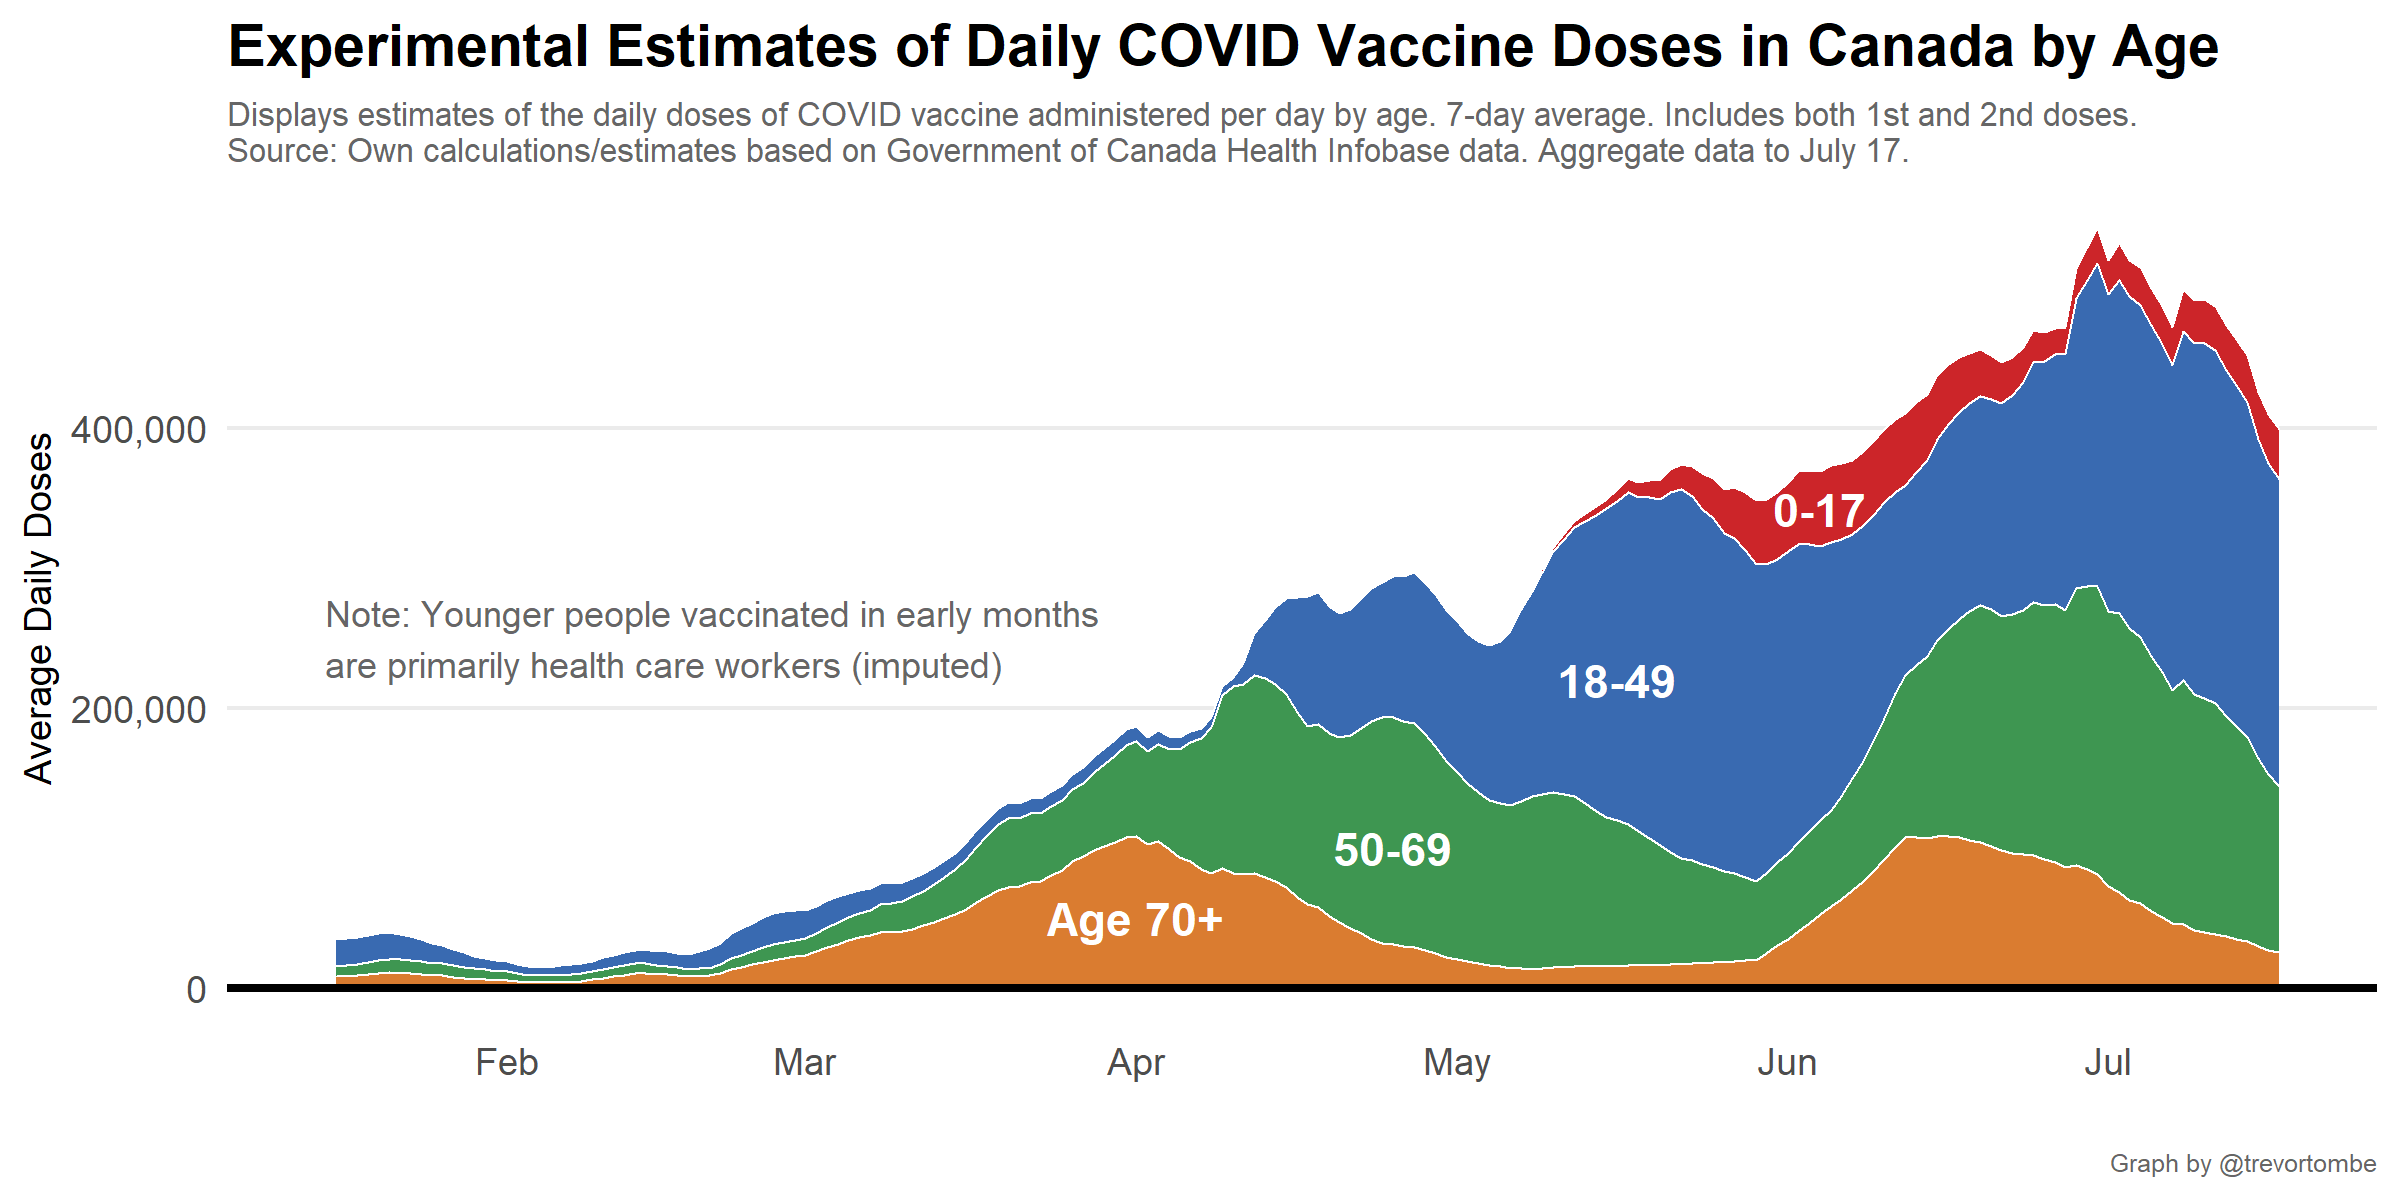 Experimental Estimates of Daily COVID Vaccine Doses in Canada by Age
Displays estimates of the daily doses of COVID vaccine administered per day by age. 7-day average. Includes both 1st and 2nd doses.
Source: Own calculations/estimates based on Government of Canada Health Infobase data. Aggregate data to July 17.
Average Daily Doses
400,000
200,000
0
Note: Younger people vaccinated in early months
are primarily health care workers (imputed)
0-17
18-49
50-69
Age 70+
Feb Mar Apr May Jun Jul
Graph by @trevortombe